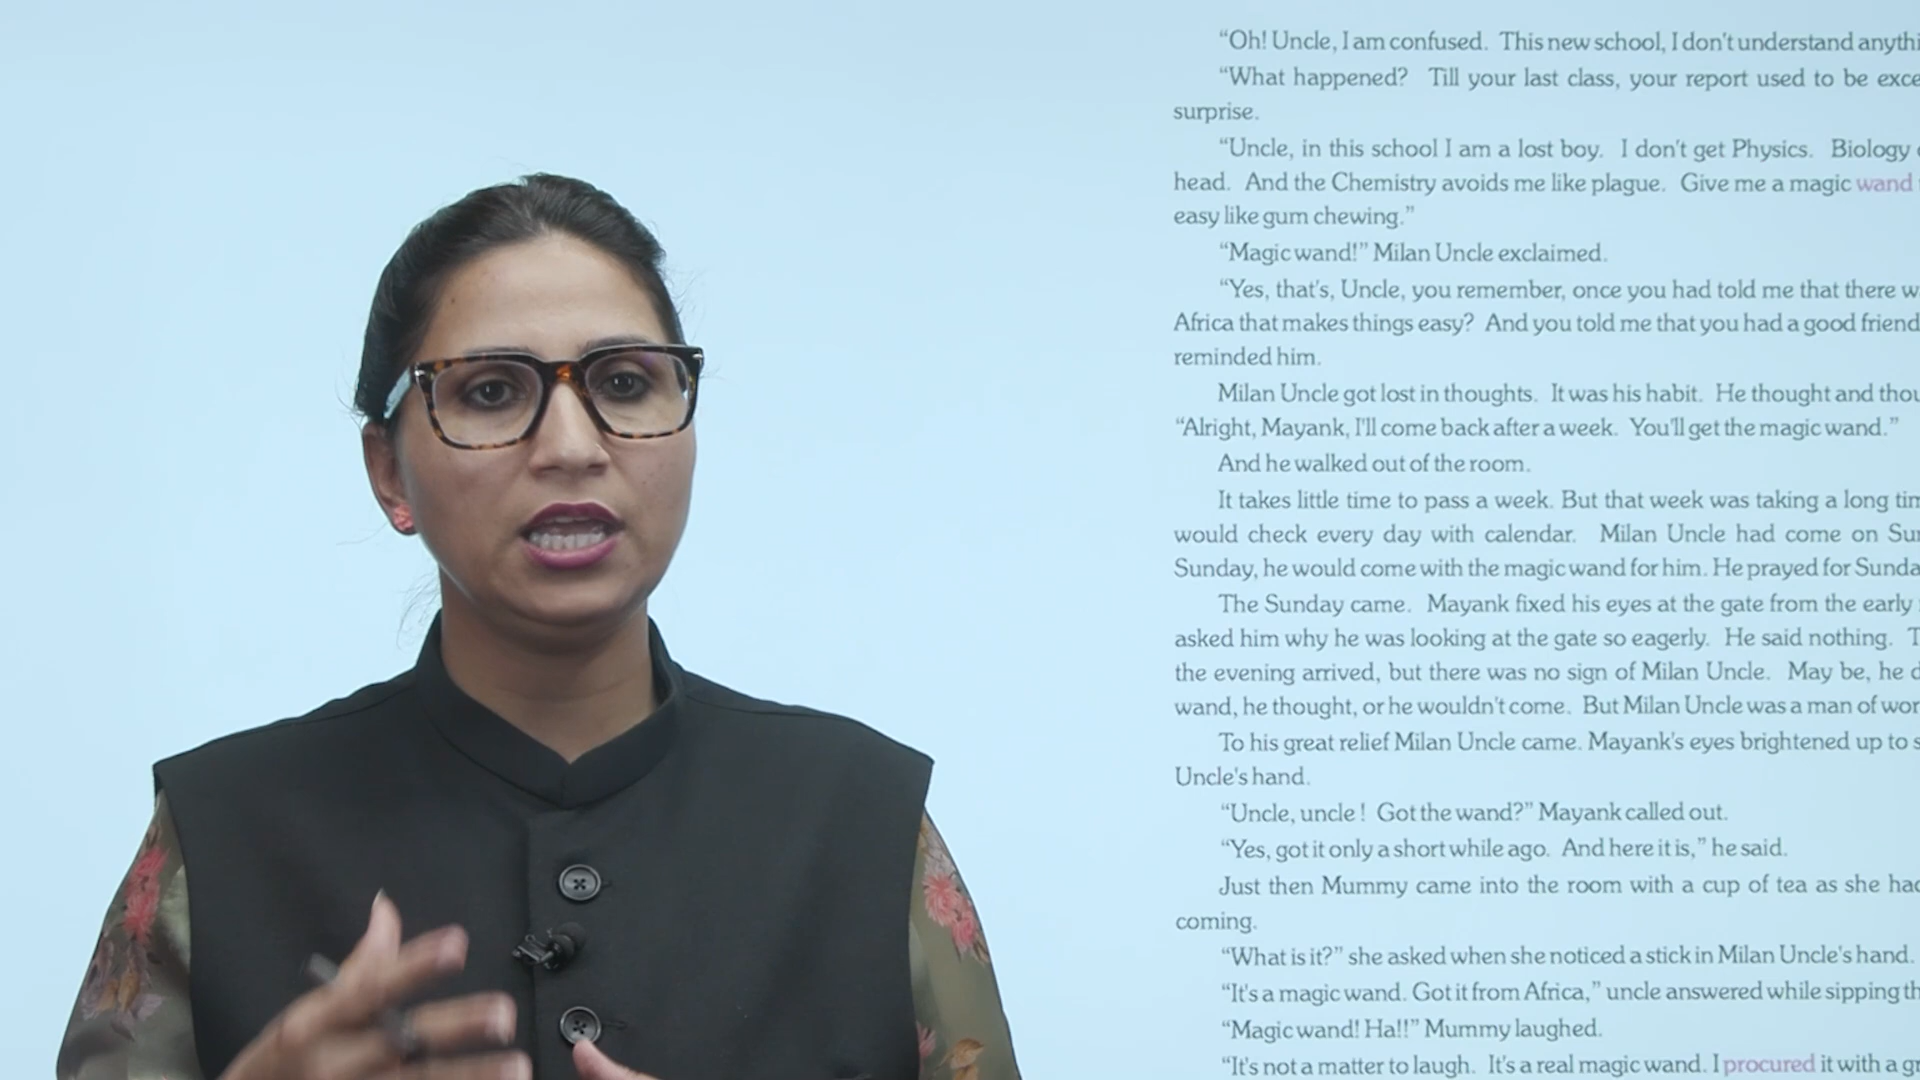 “Oh! Uncle, I am confused. This new school, I don't understand anythi
“What happened? Till your last class, your report used to be exce
surprise.
“Uncle, in this school I am a lost boy. I don't get Physics. Biology
head. And the Chemistry avoids me like plague. Give me a magic wand
easy like gum chewing.”
“Magic wand!” Milan Uncle exclaimed.
“Yes, that's, Uncle, you remember, once you had told me that there w
Africa that makes things easy? And you told me that you had a good friend
reminded him.
Milan Uncle got lost in thoughts. It was his habit. He thought and thou
“Alright, Mayank, I'll come back after a week. You'll get the magic wand.”
And he walked out of the room.
It takes little time to pass a week. But that week was taking a long tim
would check every day with calendar. Milan Uncle had come on Sun
Sunday, he would come with the magic wand for him. He prayed for Sunda
The Sunday came. Mayank fixed his eyes at the gate from the early
asked him why he was looking at the gate so eagerly. He said nothing. T
the evening arrived, but there was no sign of Milan Uncle. May be, he d
wand, he thought, or he wouldn't come. But Milan Uncle was a man of wor
To his great relief Milan Uncle came. Mayank's eyes brightened up to s
Uncle's hand.
“Uncle, uncle ! Got the wand?” Mayank called out.
“Yes, got it only a short while ago. And here it is,” he said.
Just then Mummy came into the room with a cup of tea as she had
coming.
“What is it?” she asked when she noticed a stick in Milan Uncle's hand.
“It's a magic wand. Got it from Africa,” uncle answered while sipping th
“Magic wand! Ha!!” Mummy laughed.
“It's not a matter to laugh. It's a real magic wand. I procured it with a gr